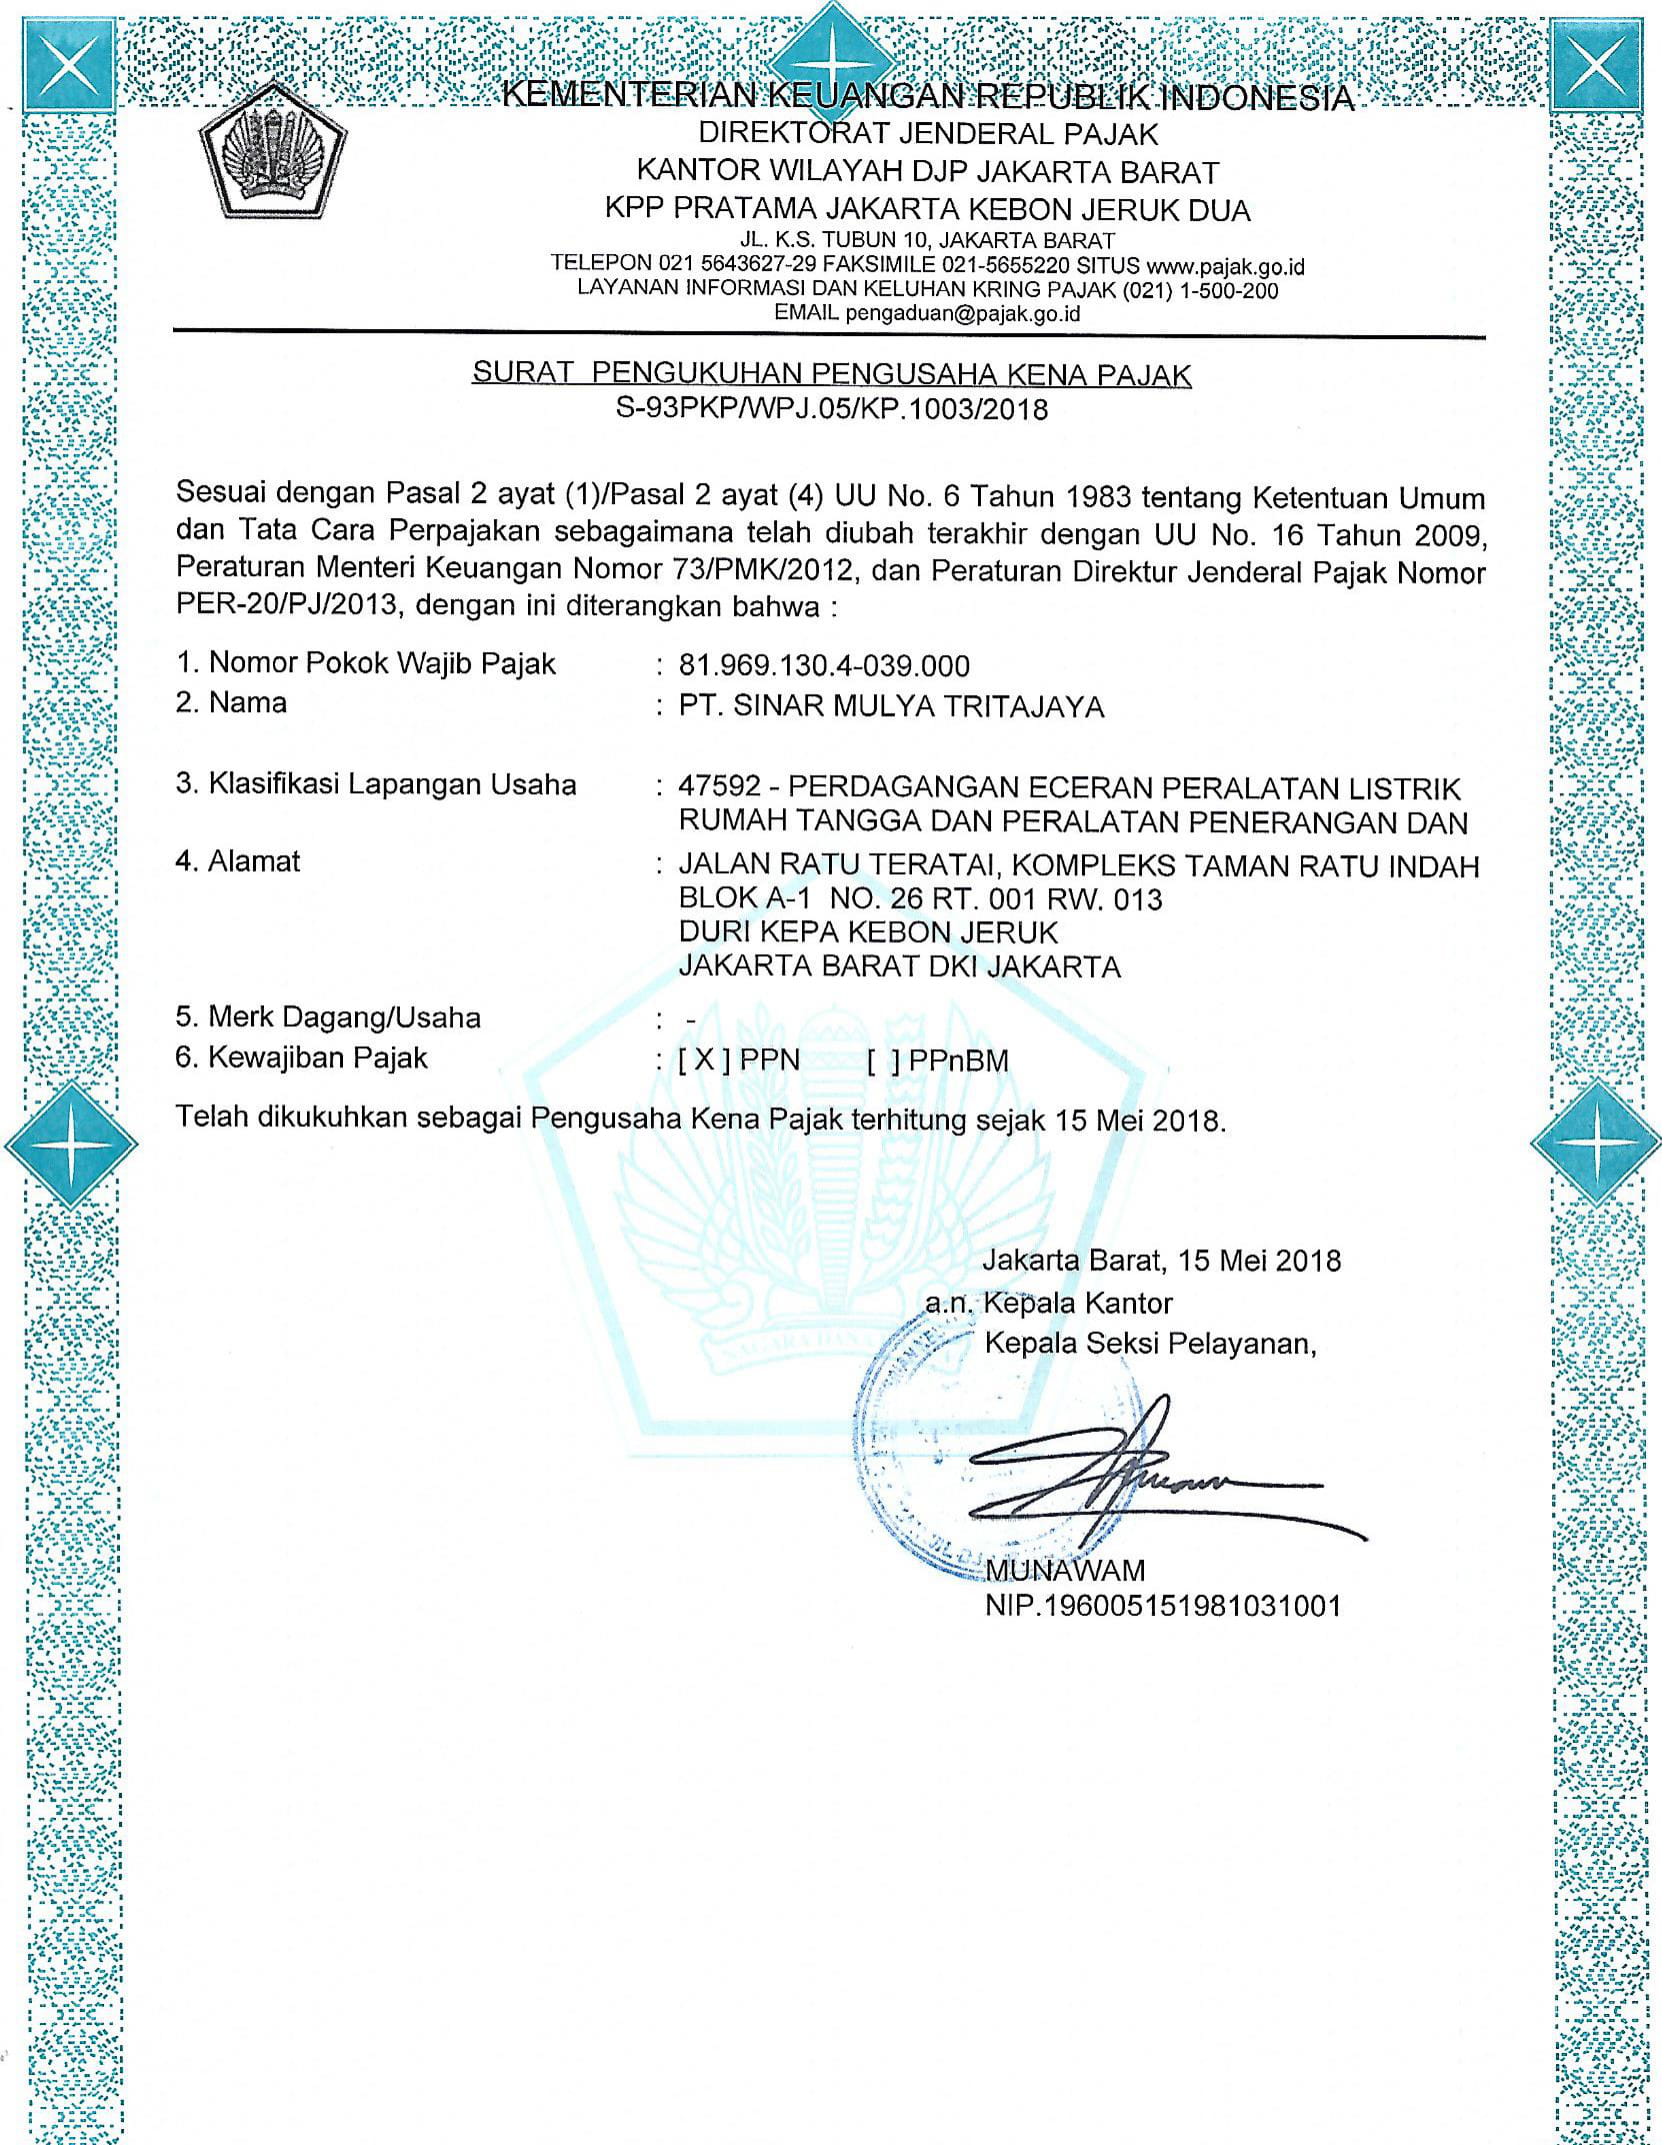 KEMENTERIAN KEUANGAN REPUBLIK INDONESIA
DIREKTORAT JENDERAL PAJAK
KANTOR WILAYAH DJP JAKARTA BARAT
KPP PRATAMA JAKARTA KEBON JERUK DUA
JL. K.S. TUBUN 10, JAKARTA BARAT
TELEPON 021 5643627-29 FAKSIMILE 021-5655220 SITUS www.pajak.go.id
LAYANAN INFORMASI DAN KELUHAN KRING PAJAK (021) 1-500-200
EMAIL pengaduan@pajak.go.id
SURAT PENGUKUHAN PENGUSAHA KENA PAJAK
S-93PKP/WPJ.05/KP.1003/2018
Sesuai dengan Pasal 2 ayat (1)/Pasal 2 ayat (4) UU No. 6 Tahun 1983 tentang Ketentuan Umum
dan Tata Cara Perpajakan sebagaimana telah diubah terakhir dengan UU No. 16 Tahun 2009,
Peraturan Menteri Keuangan Nomor 73/PMK/2012, dan Peraturan Direktur Jenderal Pajak Nomor
PER-20/PJ/2013, dengan ini diterangkan bahwa :
1. Nomor Pokok Wajib Pajak : 81.969.130.4-039.000
2. Nama : PT. SINAR MULYA TRITAJAYA
3. Klasifikasi Lapangan Usaha : 47592 - PERDAGANGAN ECERAN PERALATAN LISTRIK
RUMAH TANGGA DAN PERALATAN PENERANGAN DAN
4. Alamat : JALAN RATU TERATAI, KOMPLEKS TAMAN RATU INDAH
BLOK A-1 NO. 26 RT. 001 RW. 013
DURI KEPA KEBON JERUK
JAKARTA BARAT DKI JAKARTA
5. Merk Dagang/Usaha : -
6. Kewajiban Pajak : [ X ] PPN [ ] PPnBM
Telah dikukuhkan sebagai Pengusaha Kena Pajak terhitung sejak 15 Mei 2018.
Jakarta Barat, 15 Mei 2018
a.n. Kepala Kantor
Kepala Seksi Pelayanan,
MUNAWAM
NIP.196005151981031001